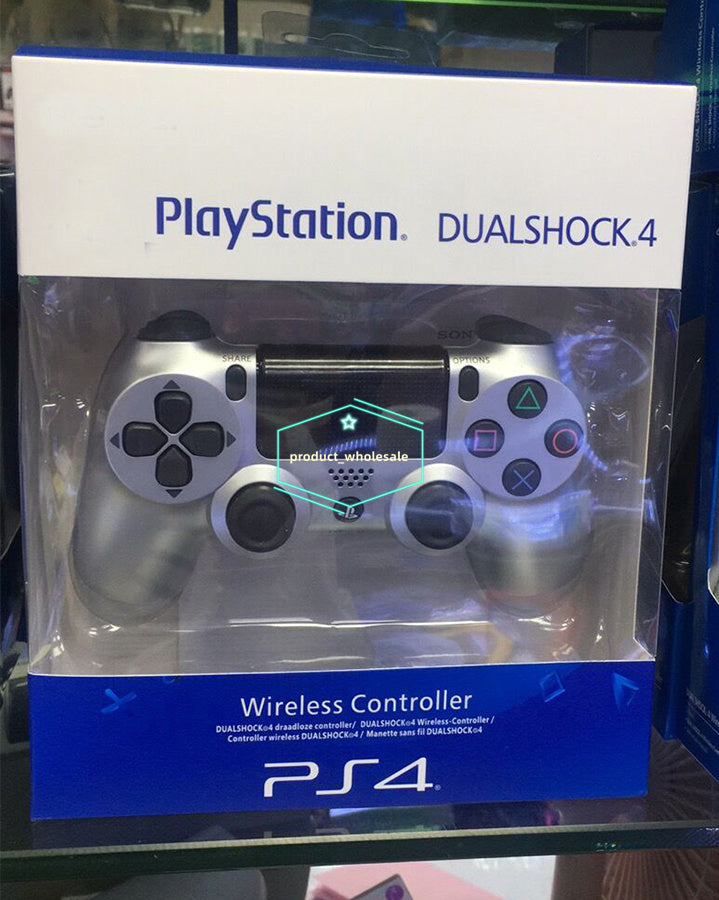 PlayStation® DUALSHOCK®4
SONY
SHARE
OPTIONS
product_wholesale
Wireless Controller
DUALSHOCK®4 draadloze controller/ DUALSHOCK®4 Wireless-Controller /
Controller wireless DUALSHOCK®4 / Manette sans fil DUALSHOCK®4
PS4®